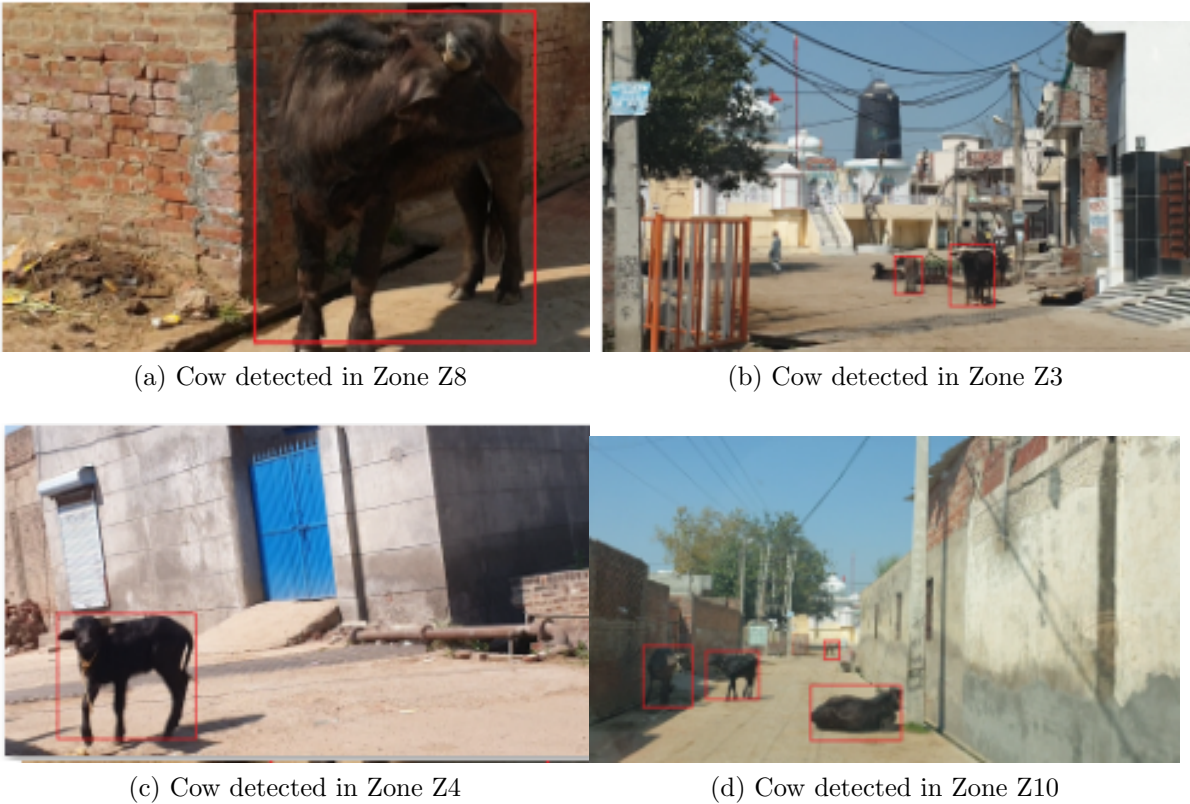 (a) Cow detected in Zone Z8
(b) Cow detected in Zone Z3
(c) Cow detected in Zone Z4
(d) Cow detected in Zone Z10